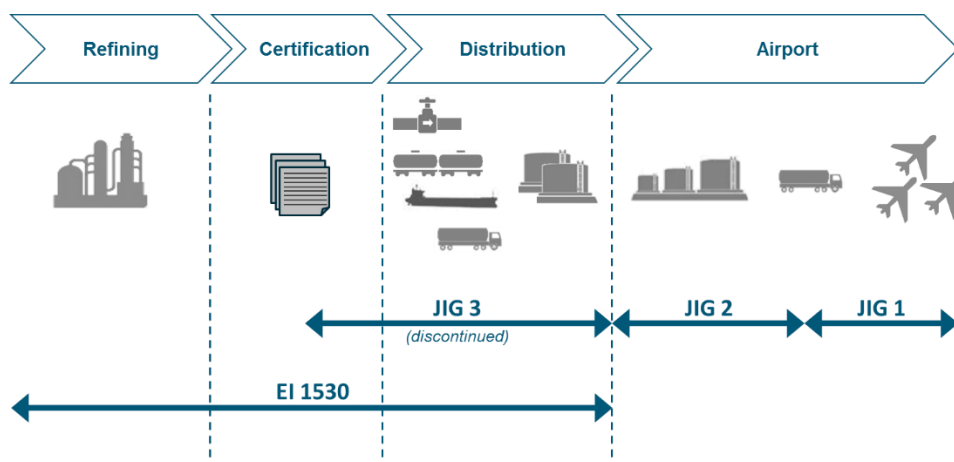 Refining
Certification
Distribution
Airport
JIG 3
(discontinued)
JIG 2
JIG 1
EI 1530